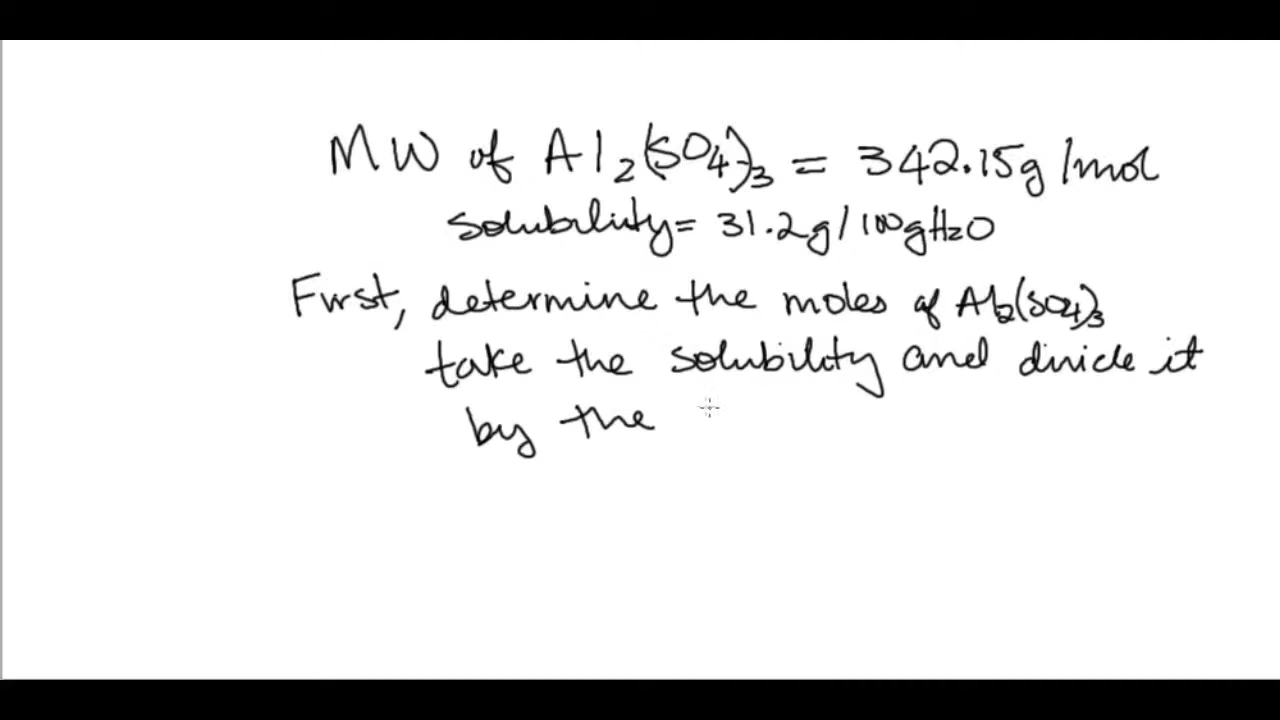 MW of Al2(SO4)3 = 342.15g/mol
solubility= 31.2g/100gH2O
First, determine the moles of Al2(SO4)3
take the solubility and divide it
by the